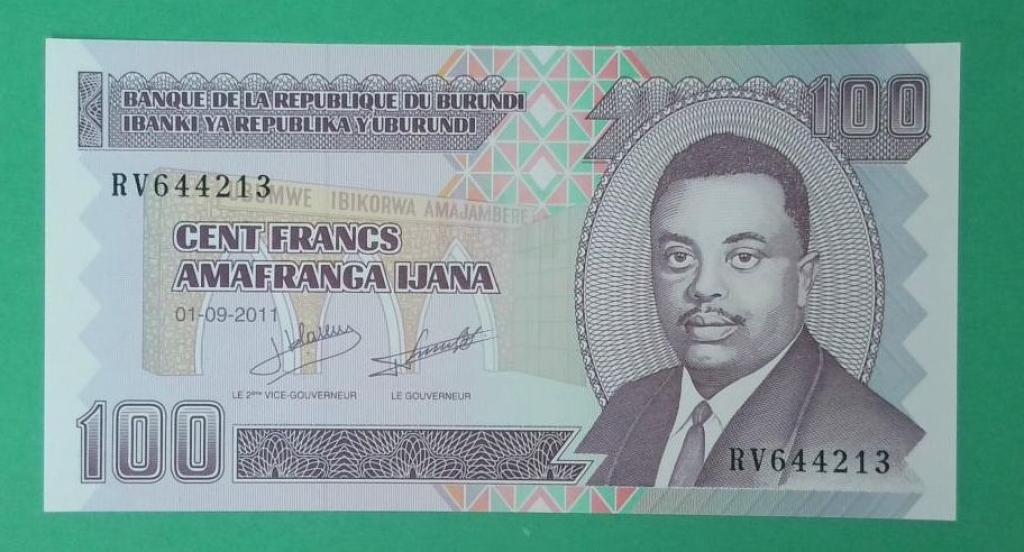 BANQUE DE LA REPUBLIQUE DU BURUNDI
IBANKI YA REPUBLIKA Y'UBURUNDI
100
RV644213
IBIKORWA AMAJAMBERE
CENT FRANCS
AMAFRANGA IJANA
01-09-2011
LE 2ème VICE-GOUVERNEUR LE GOUVERNEUR
100
RV644213